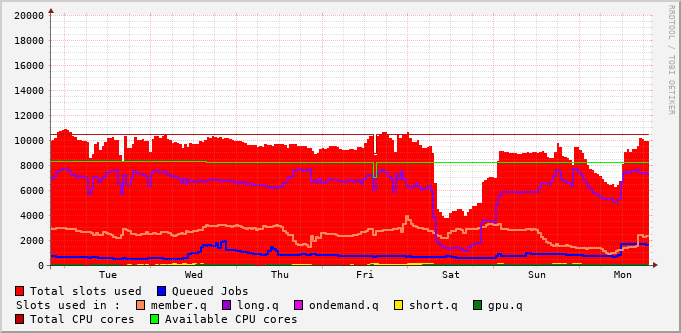 20000
18000
16000
14000
12000
10000
8000
6000
4000
2000
0
Tue Wed Thu Fri Sat Sun Mon
Total slots used Queued Jobs
Slots used in : member.q long.q ondemand.q short.q gpu.q
Total CPU cores Available CPU cores
RRDTOOL / TOBI OETIKER